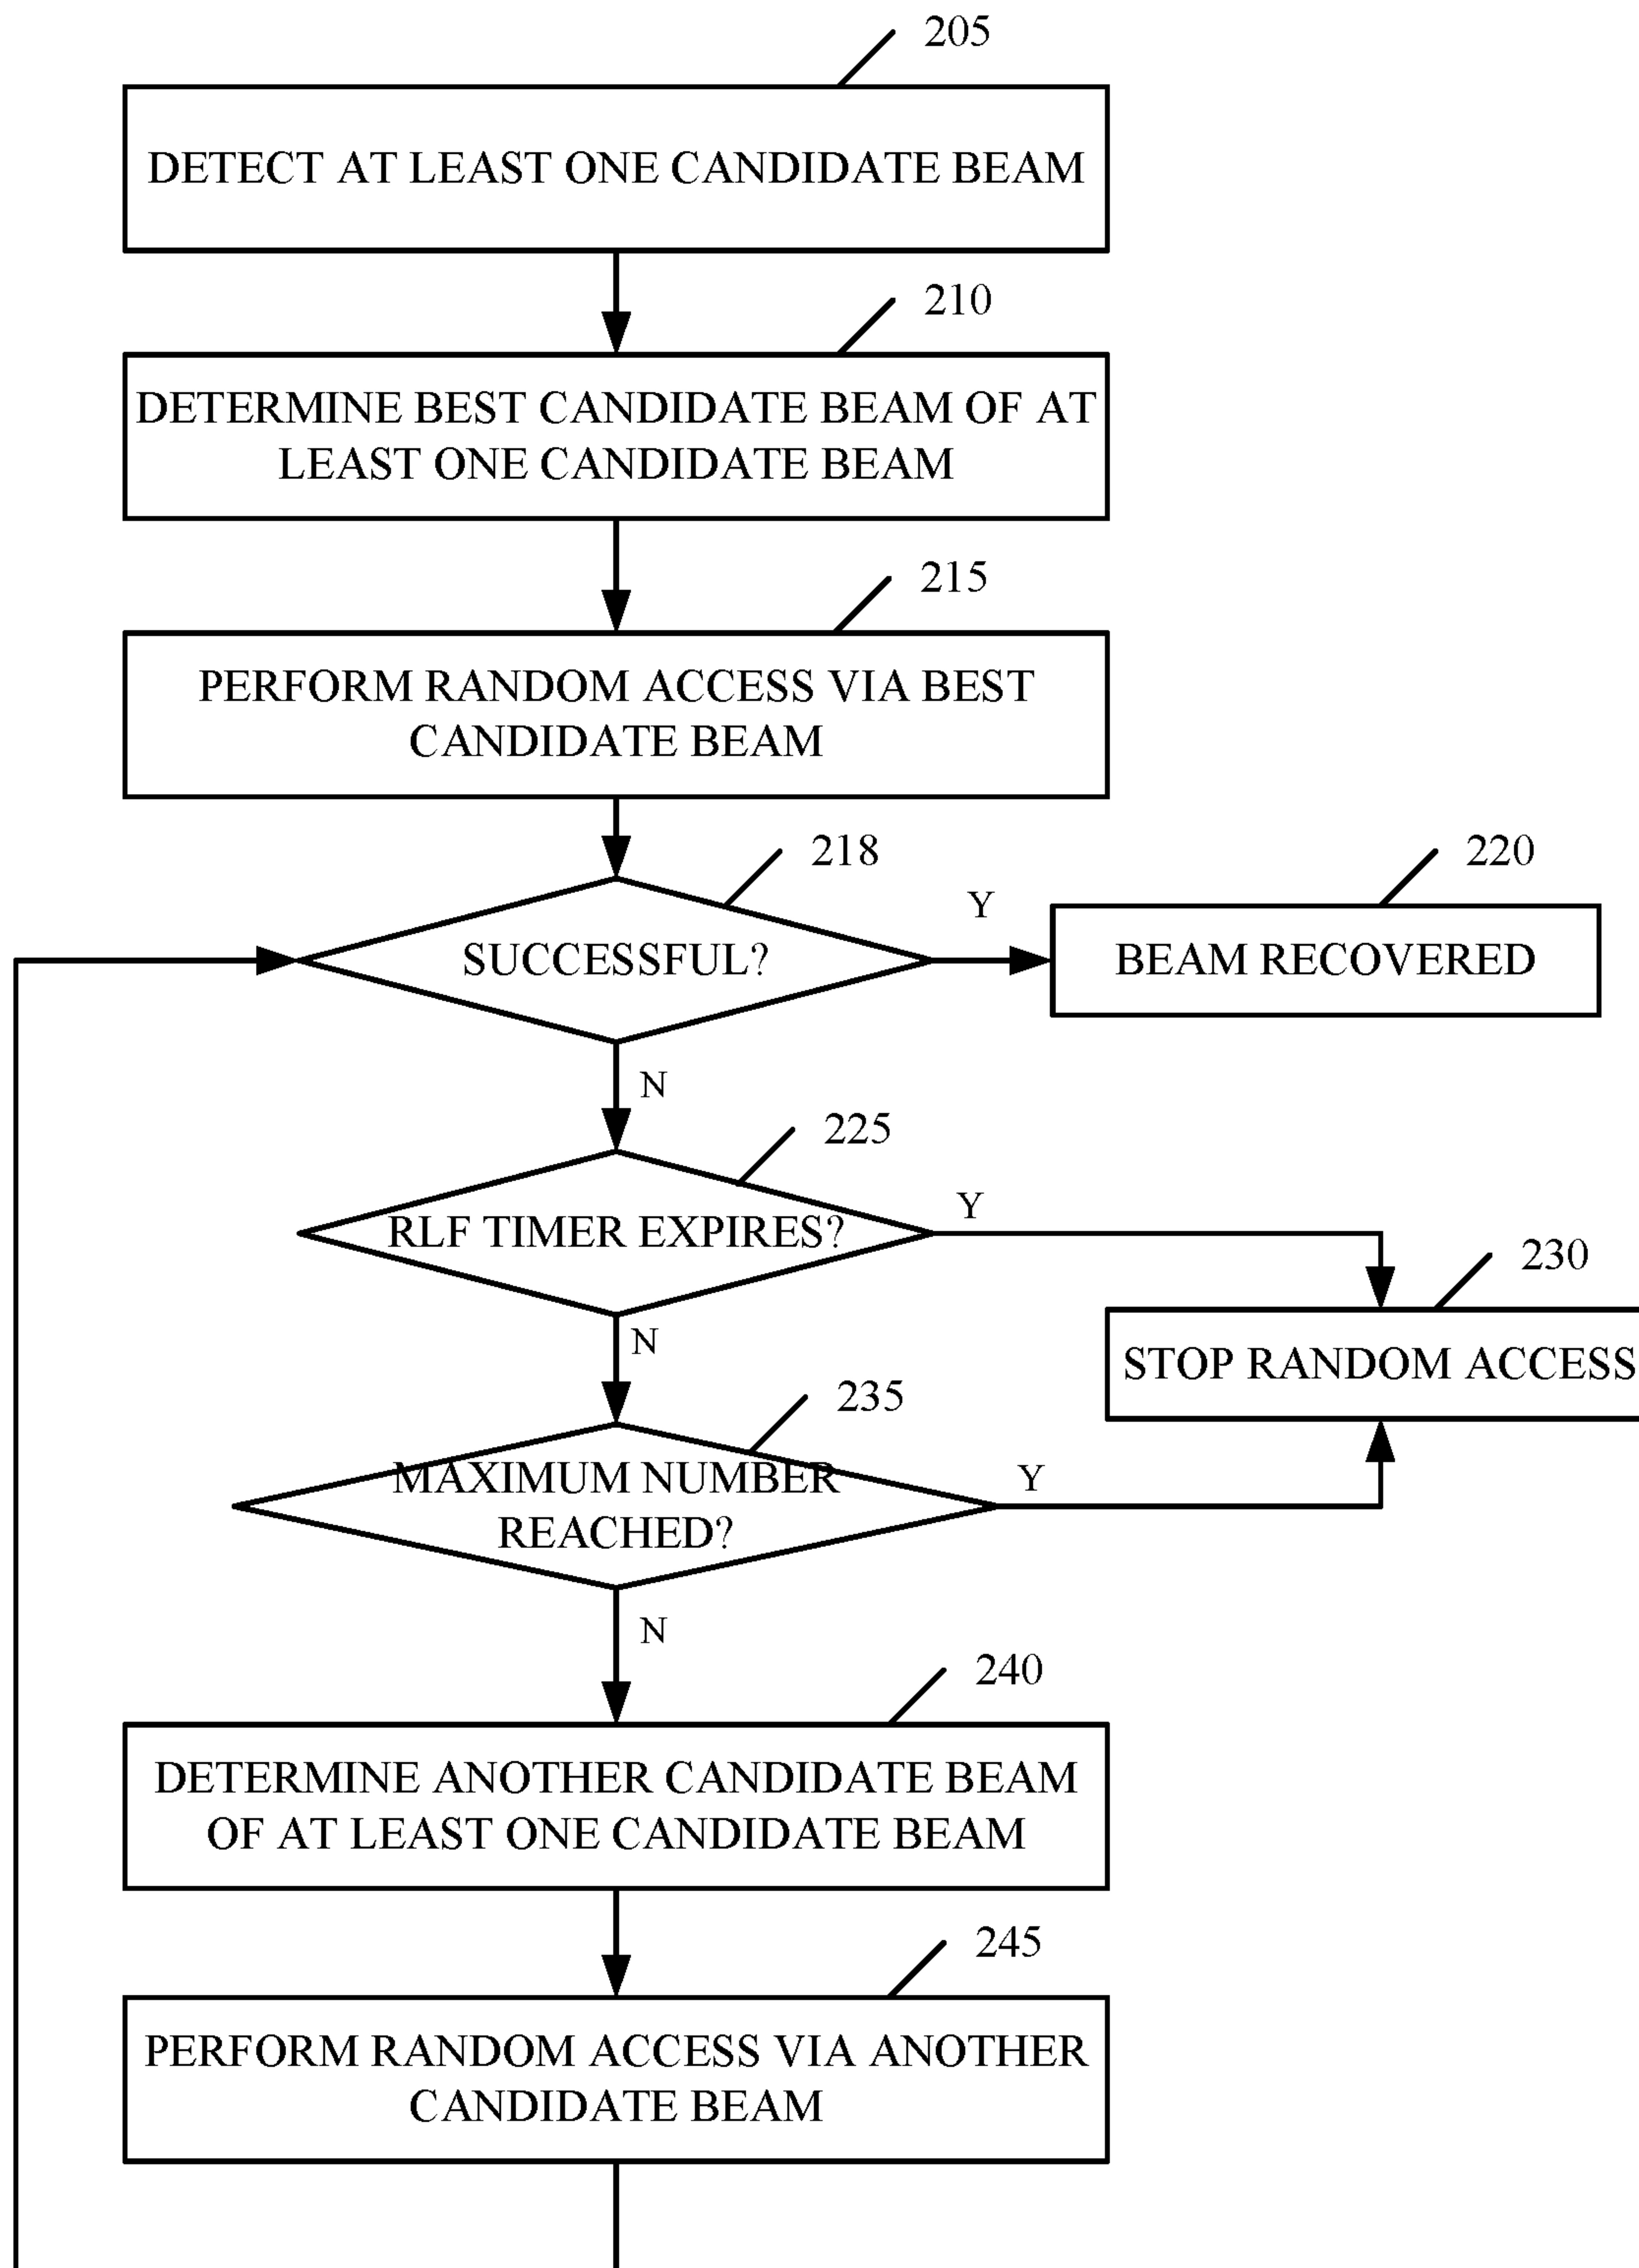 205
DETECT AT LEAST ONE CANDIDATE BEAM
210
DETERMINE BEST CANDIDATE BEAM OF AT
LEAST ONE CANDIDATE BEAM
215
PERFORM RANDOM ACCESS VIA BEST
CANDIDATE BEAM
218
SUCCESSFUL?
Y
220
BEAM RECOVERED
N
225
RLF TIMER EXPIRES?
Y
230
STOP RANDOM ACCESS
N
235
MAXIMUM NUMBER
REACHED?
Y
N
240
DETERMINE ANOTHER CANDIDATE BEAM
OF AT LEAST ONE CANDIDATE BEAM
245
PERFORM RANDOM ACCESS VIA ANOTHER
CANDIDATE BEAM